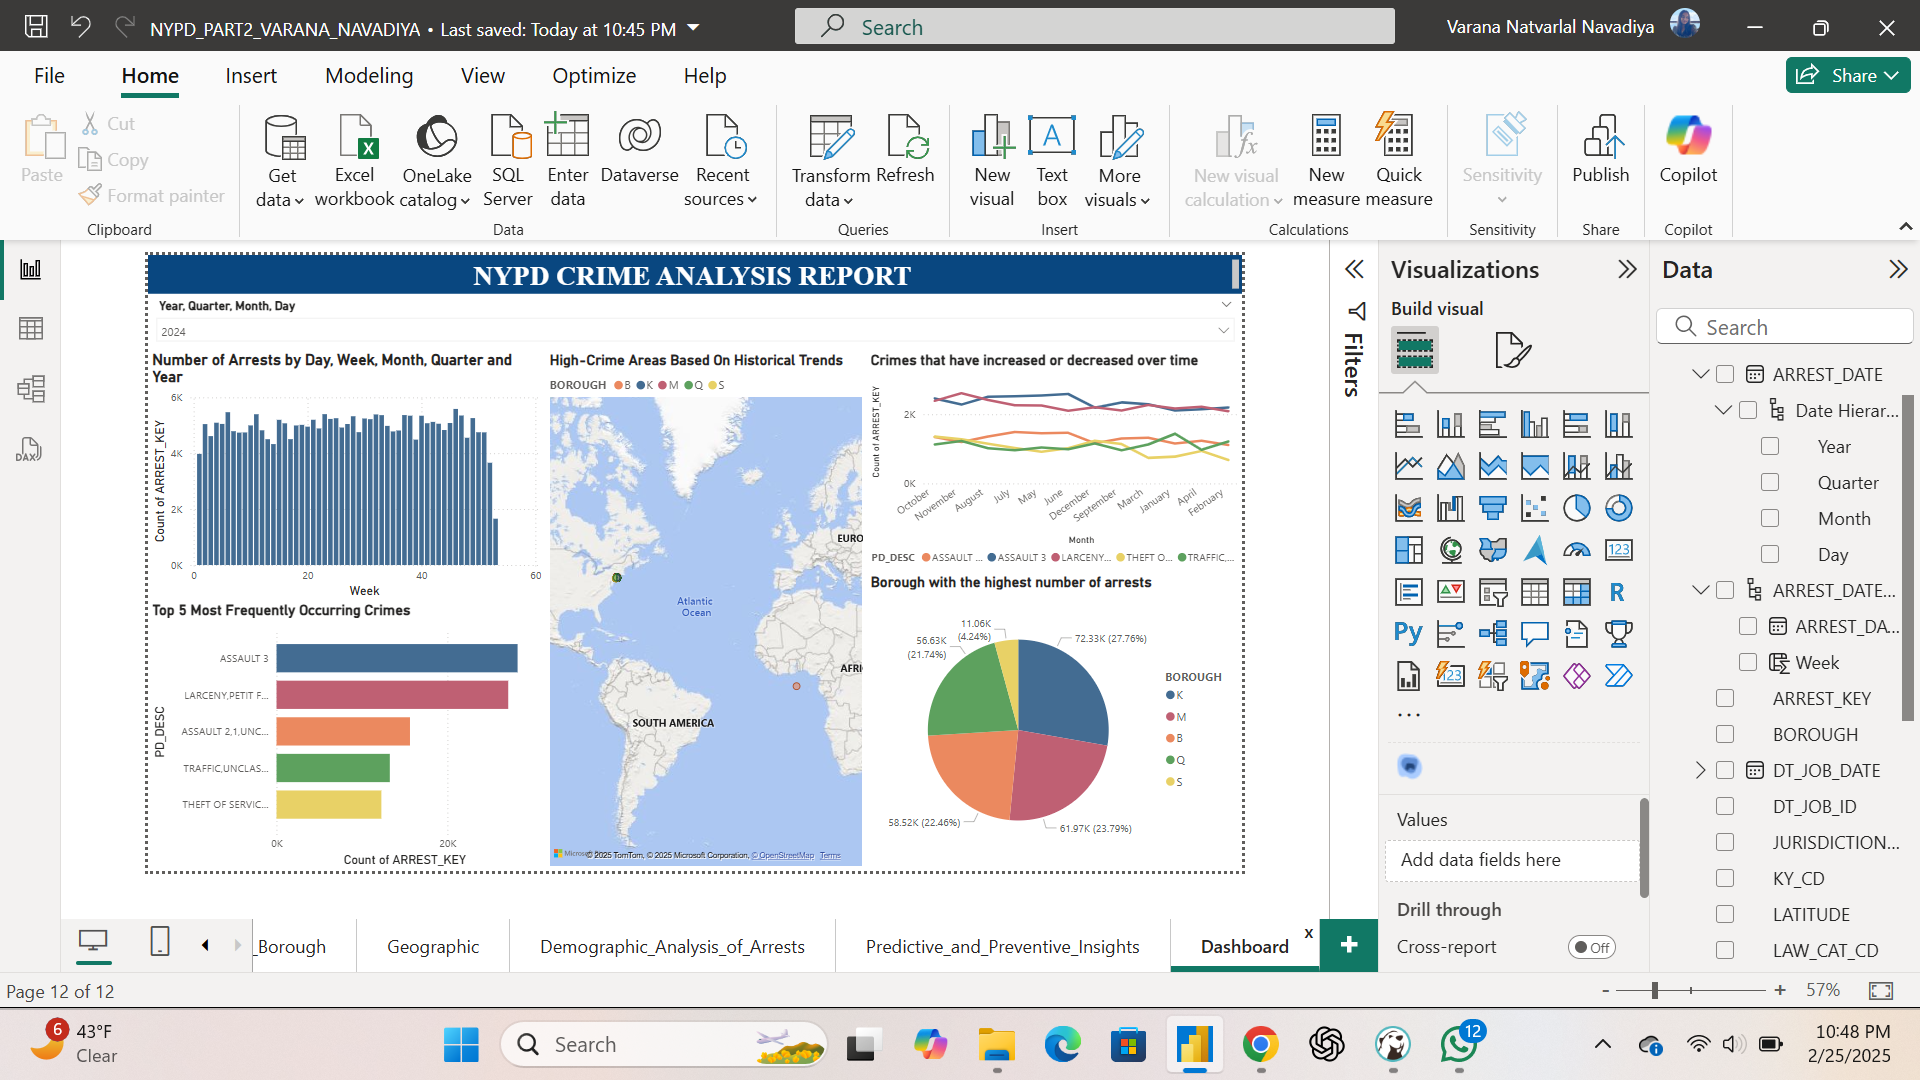 NYPD_PART2_VARANA_NAVADIYA • Last saved: Today at 10:45 PM
Search
Varana Natvarlal Navadiya
File Home Insert Modeling View Optimize Help
Share
Paste
Cut
Copy
Format painter
Clipboard
Get data
Excel workbook
OneLake catalog
SQL Server
Enter data
Dataverse
Recent sources
Data
Transform data
Refresh
Queries
New visual
Text box
More visuals
Insert
New visual calculation
New measure
Quick measure
Calculations
Sensitivity
Sensitivity
Publish
Share
Copilot
Copilot
NYPD CRIME ANALYSIS REPORT
Year, Quarter, Month, Day
2024
Number of Arrests by Day, Week, Month, Quarter and
Year
Count of ARREST_KEY
6K
4K
2K
0K
0 20 40 60
Week
Top 5 Most Frequently Occurring Crimes
PD_DESC
ASSAULT 3
LARCENY,PETIT F...
ASSAULT 2,1,UNC...
TRAFFIC,UNCLAS...
THEFT OF SERVIC...
0K 20K
Count of ARREST_KEY
High-Crime Areas Based On Historical Trends
BOROUGH B K M Q S
EURO
Atlantic
Ocean
AFRI
SOUTH AMERICA
© 2025 TomTom, © 2025 Microsoft Corporation, © OpenStreetMap Terms
Crimes that have increased or decreased over time
Count of ARREST_KEY
2K
0K
October November August July May June December September March January April February
Month
PD_DESC ASSAULT ... ASSAULT 3 LARCENY,... THEFT O... TRAFFIC,...
Borough with the highest number of arrests
11.06K
(4.24%)
56.63K
(21.74%)
72.33K (27.76%)
58.52K (22.46%)
61.97K (23.79%)
BOROUGH
K
M
B
Q
S
Filters
Visualizations
Build visual
123
R
Py
123
...
Values
Add data fields here
Drill through
Cross-report Off
Data
Search
ARREST_DATE
Date Hierar...
Year
Quarter
Month
Day
ARREST_DATE...
ARREST_DA...
Week
ARREST_KEY
BOROUGH
DT_JOB_DATE
DT_JOB_ID
JURISDICTION...
KY_CD
LATITUDE
LAW_CAT_CD
DAX
_Borough Geographic Demographic_Analysis_of_Arrests Predictive_and_Preventive_Insights Dashboard x +
Page 12 of 12
- + 57%
6
43°F
Clear
Search
12
10:48 PM
2/25/2025